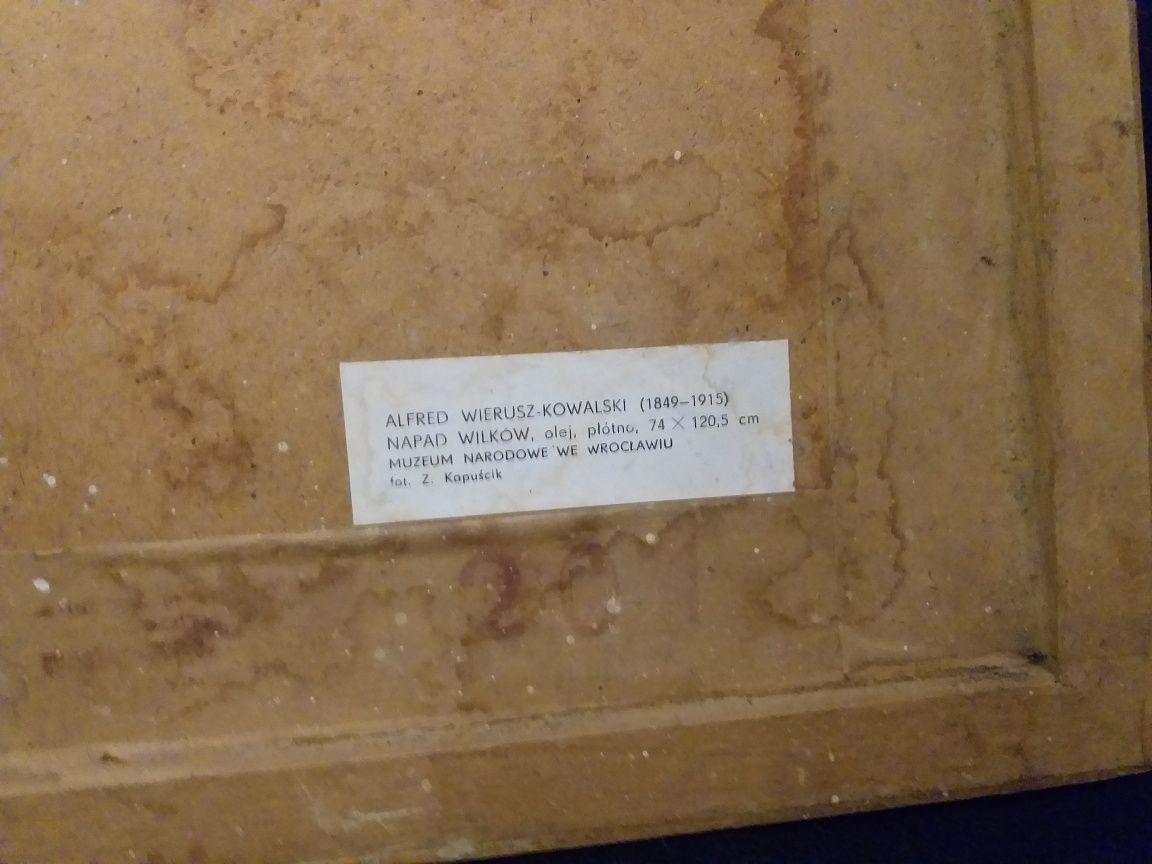 ALFRED WIERUSZ-KOWALSKI (1849–1915)
NAPAD WILKÓW, olej, płótno, 74 × 120,5 cm
MUZEUM NARODOWE WE WROCŁAWIU
fot. Z. Kapuścik